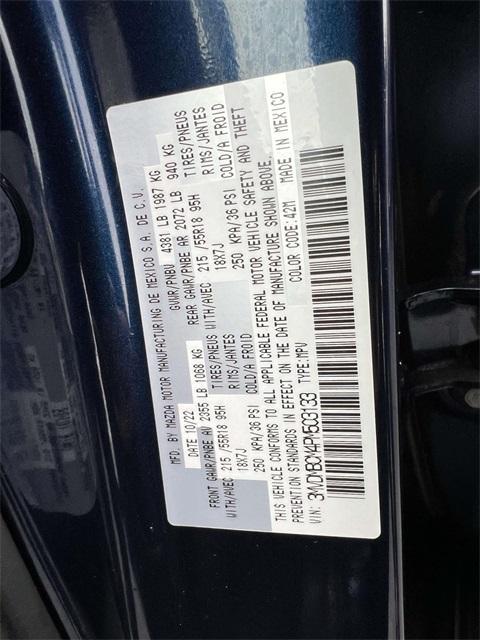 MFD. BY MAZDA MOTOR MANUFACTURING DE MEXICO S.A. DE C.V.
DATE 10/22 GVWR/PNBV 4381 LB 1987 KG
FRONT GAWR/PNBE AV 2355 LB 1068 KG REAR GAWR/PNBE AR 2072 LB 940 KG
TIRES/PNEUS TIRES/PNEUS
WITH/AVEC 215 /55R18 95H RIMS/JANTES WITH/AVEC 215 /55R18 95H RIMS/JANTES
18X7J 18X7J
250 KPA/36 PSI COLD/A FROID 250 KPA/36 PSI COLD/A FROID
THIS VEHICLE CONFORMS TO ALL APPLICABLE FEDERAL MOTOR VEHICLE SAFETY AND THEFT
PREVENTION STANDARDS IN EFFECT ON THE DATE OF MANUFACTURE SHOWN ABOVE.
VIN: 3MVDMBCM4PM503133 TYPE:MPV COLOR CODE:42M MADE IN MEXICO